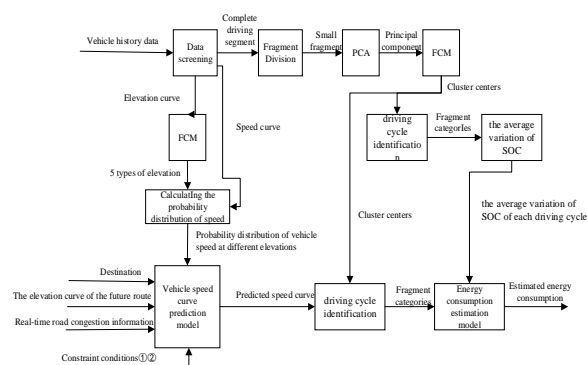 Vehicle history data
Data
screening
Complete
driving
segment
Fragment
Division
Small
fragment
PCA
Principal
component
FCM
Elevation curve
Speed curve
Cluster centers
FCM
driving
cycle
identificatio
n
Fragment
categories
the average
variation of
SOC
5 types of elevation
Calculating the
probability
distribution of speed
Cluster centers
the average variation of
SOC of each driving cycle
Probability distribution of vehicle
speed at different elevations
Destination
The elevation curve of the future route
Real-time road congestion information
Constraint conditions①②
Vehicle speed
curve
prediction
model
Predicted speed curve
driving cycle
identification
Fragment
categories
Energy
consumption
estimation
model
Estimated energy
consumption